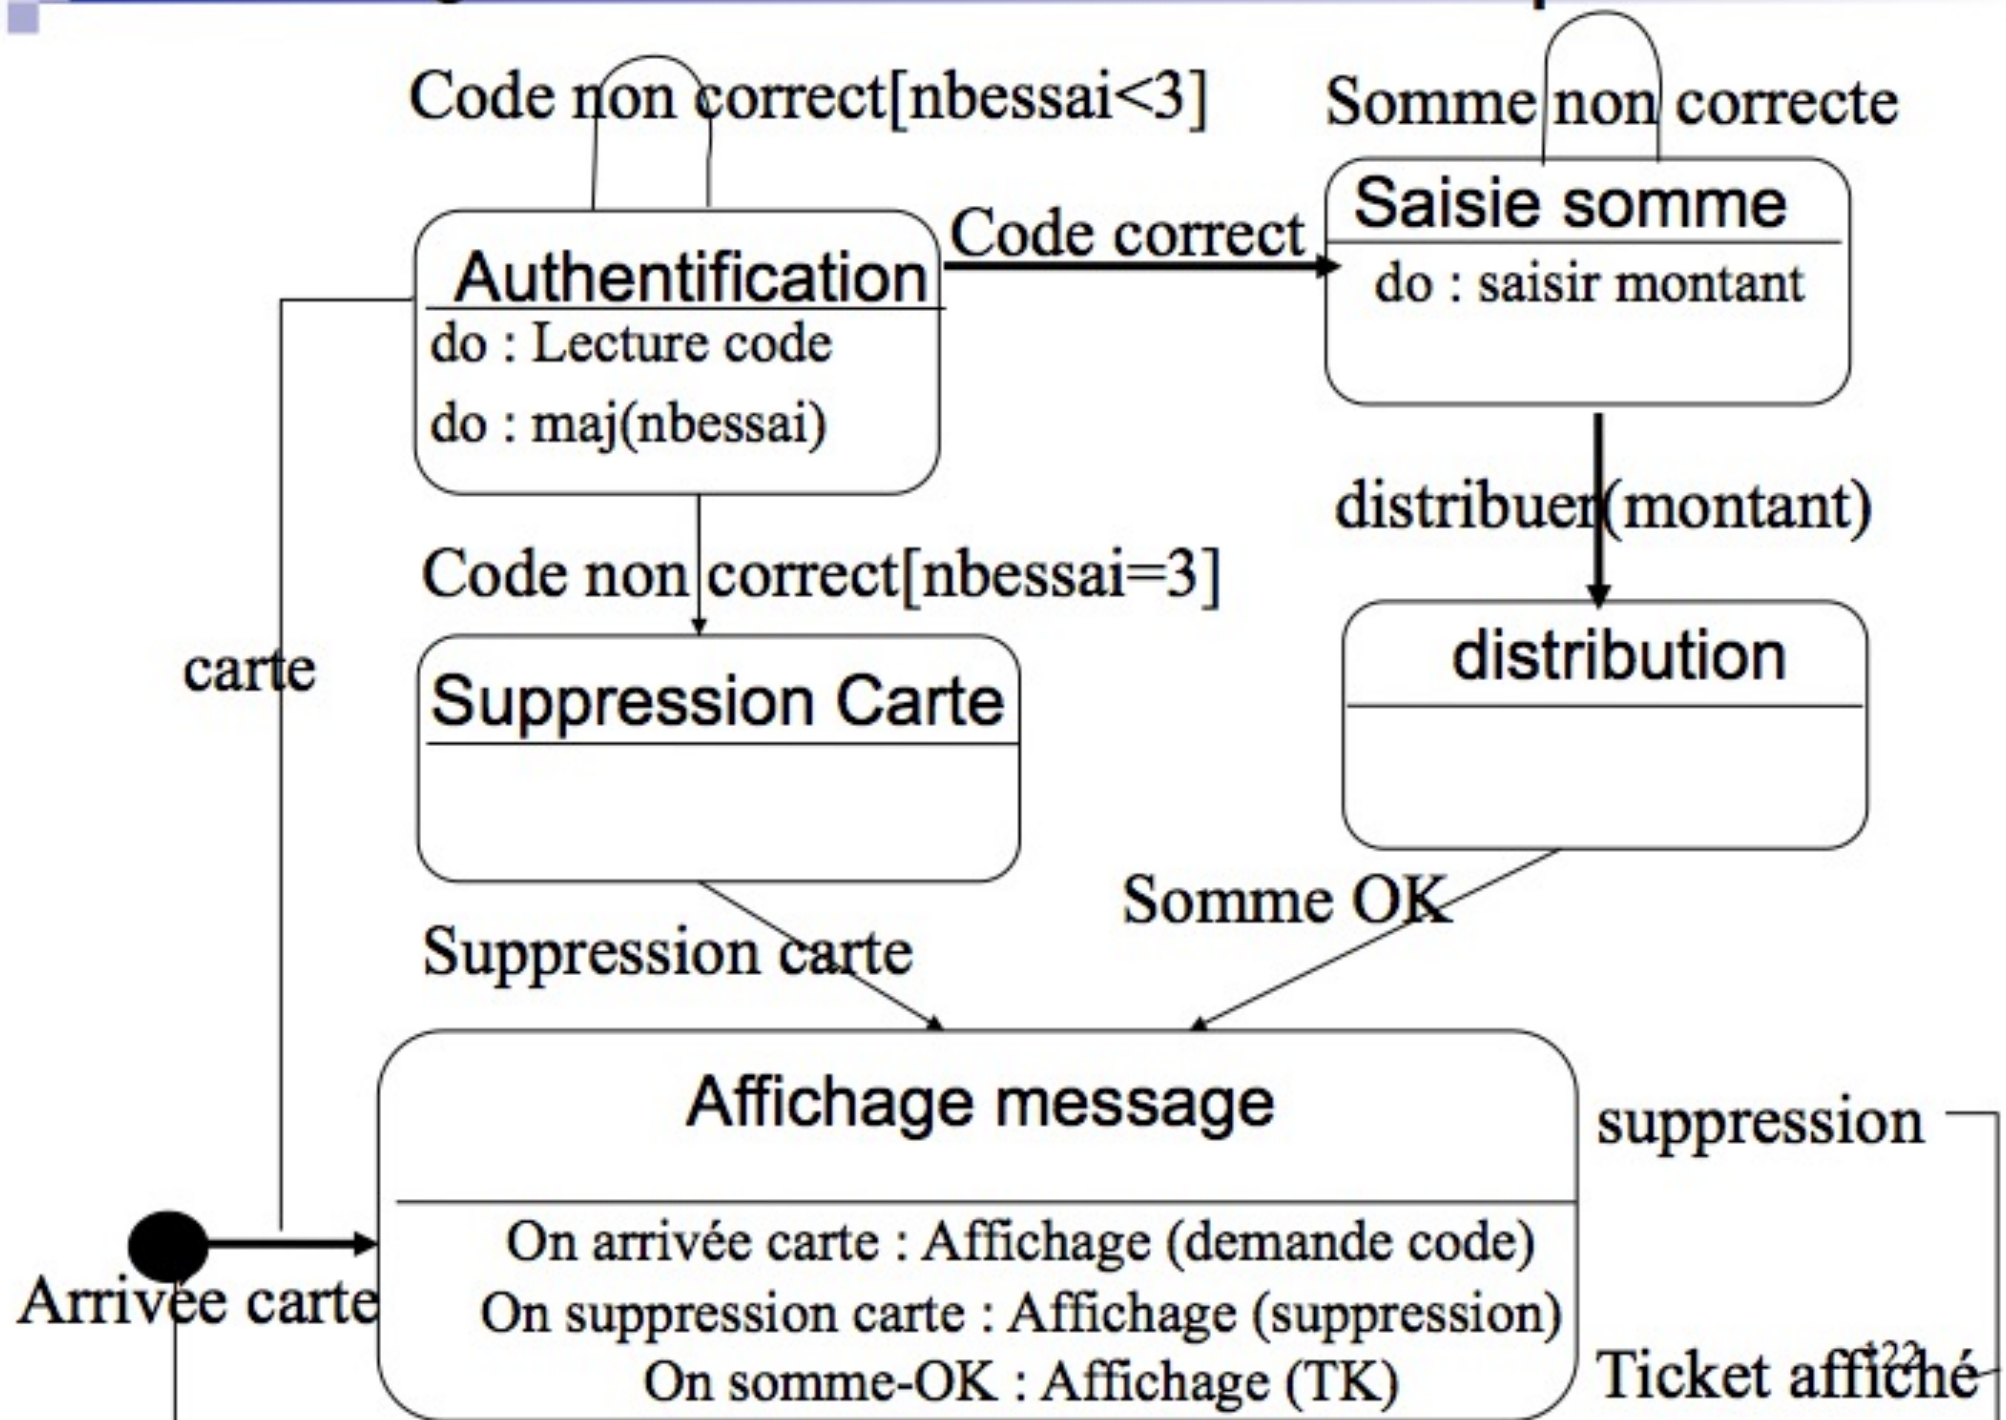 Code non correct[nbessai<3]
Somme non correcte
Authentification
do : Lecture code
do : maj(nbessai)
Code correct
Saisie somme
do : saisir montant
distribuer(montant)
Code non correct[nbessai=3]
carte
Suppression Carte
distribution
Suppression carte
Somme OK
Affichage message
On arrivée carte : Affichage (demande code)
On suppression carte : Affichage (suppression)
On somme-OK : Affichage (TK)
Arrivée carte
suppression
Ticket affiché
122